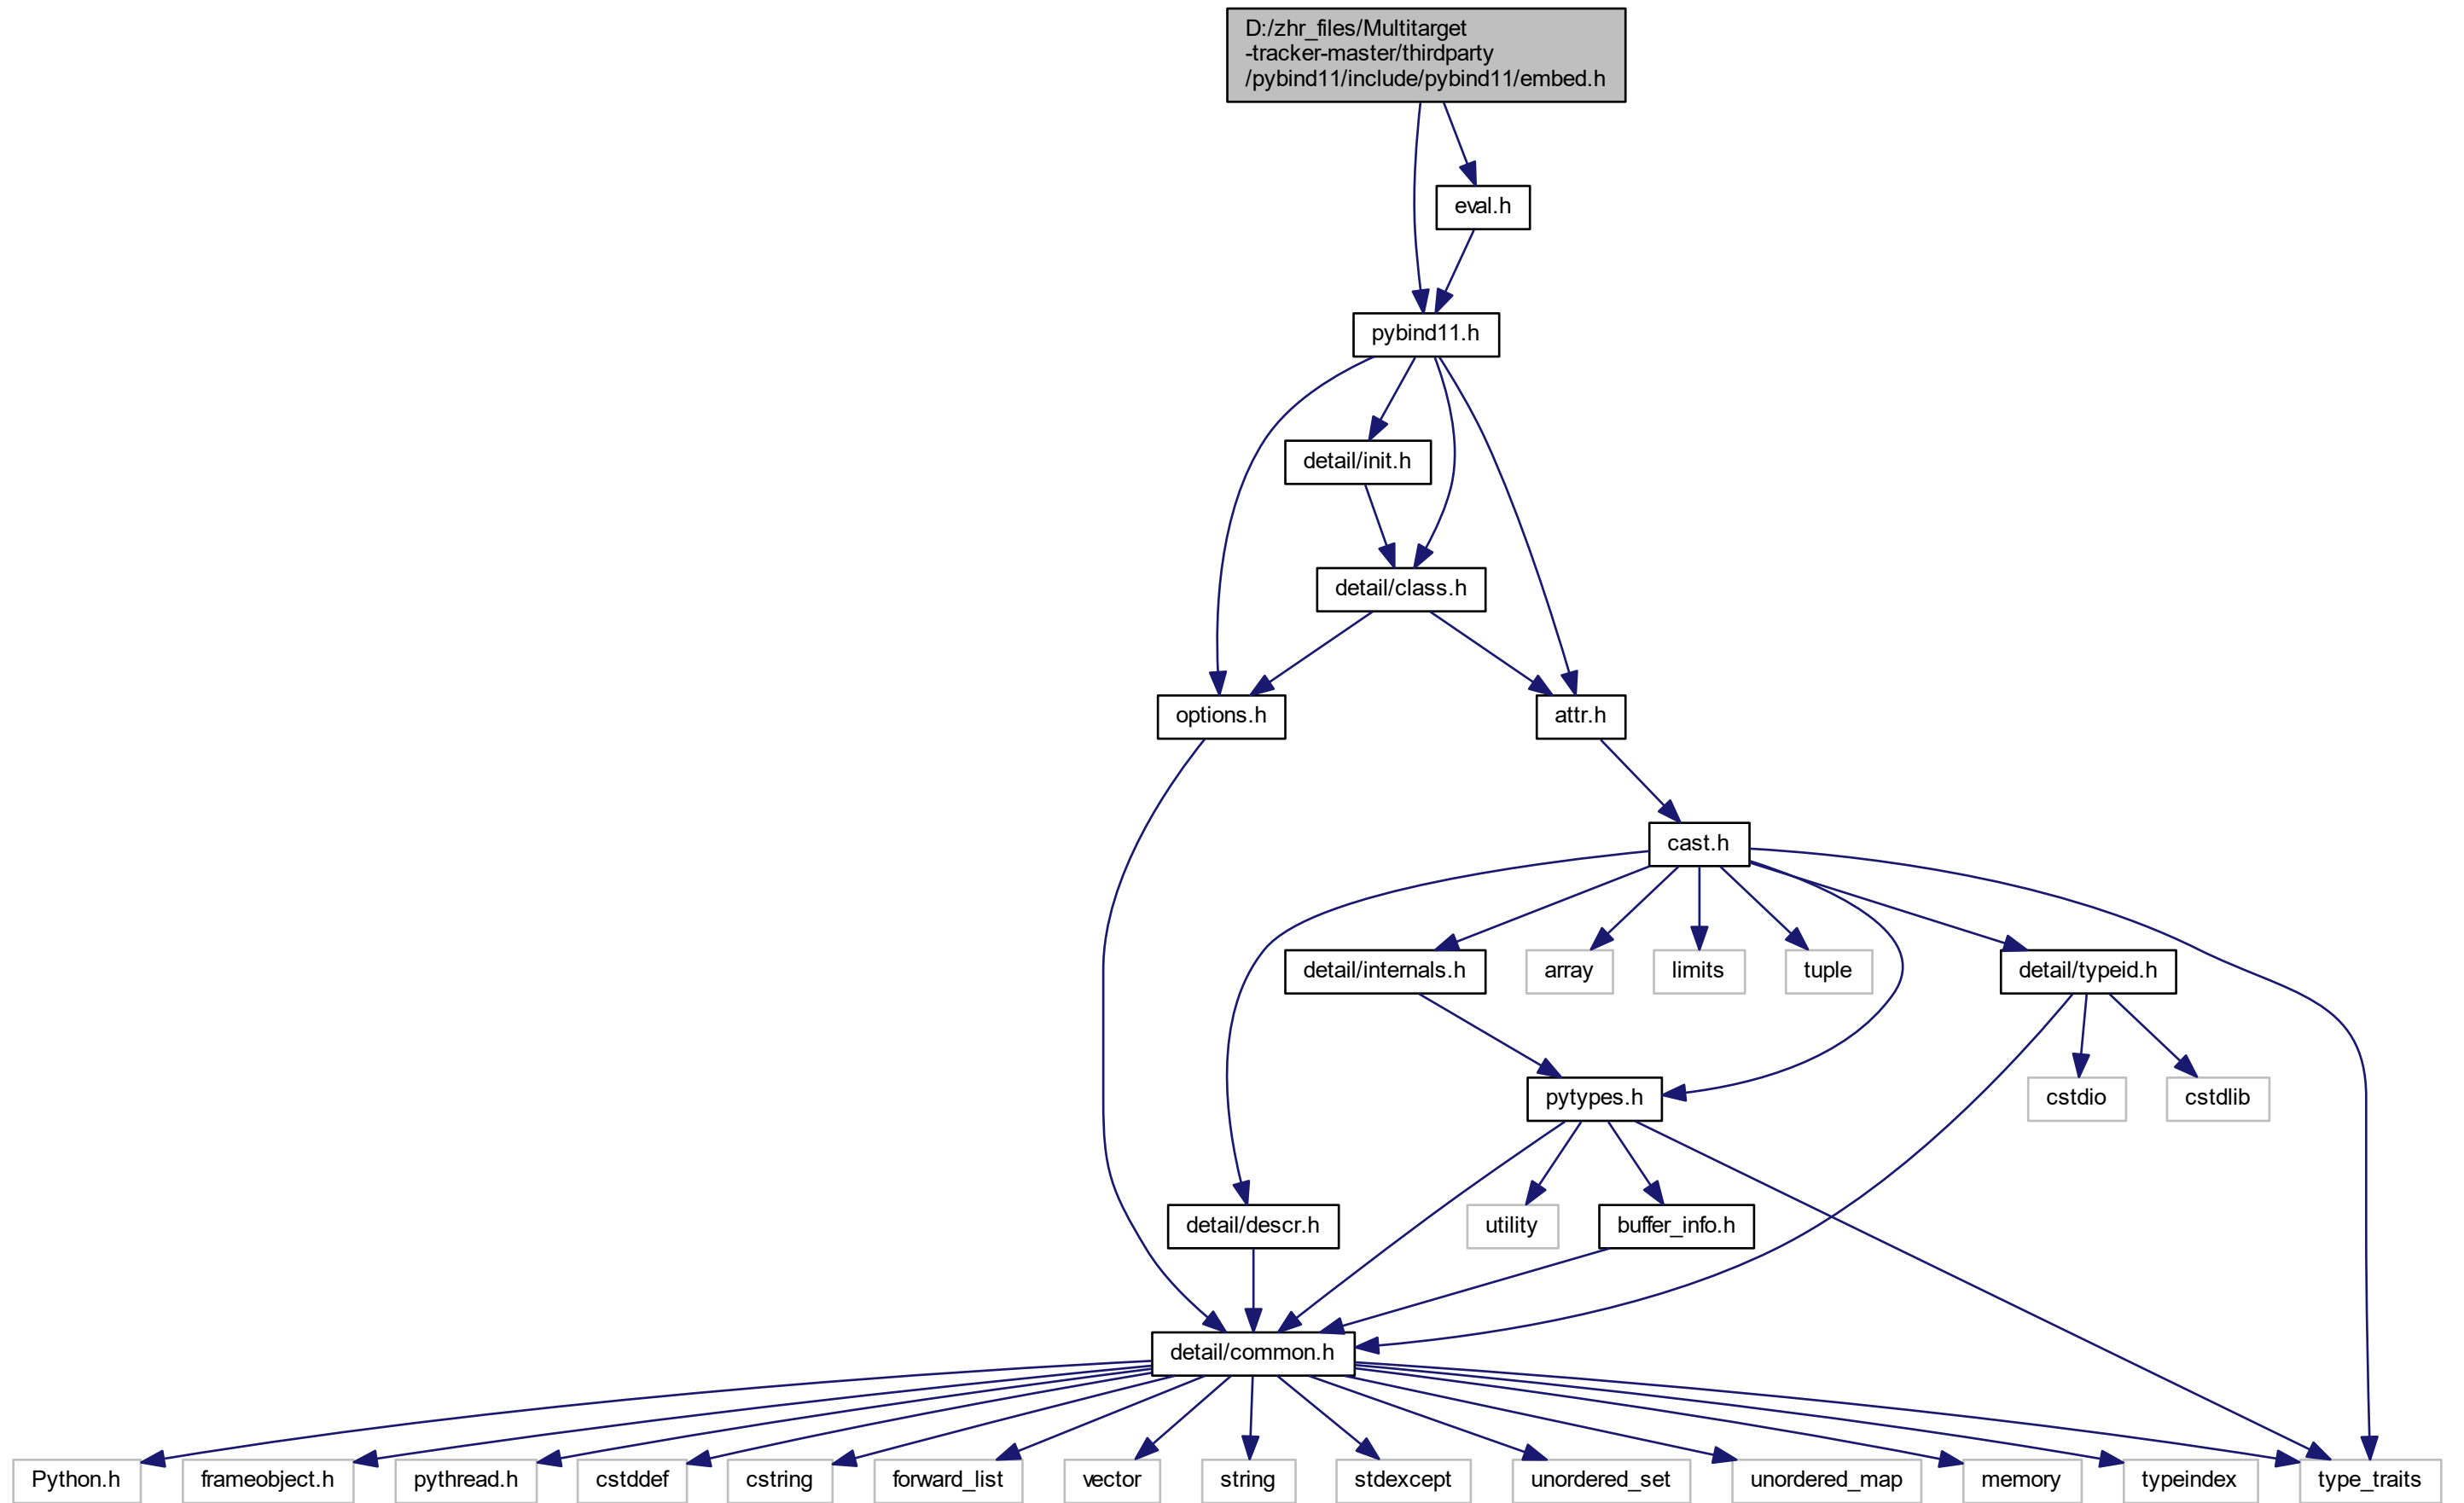 D:/zhr_files/Multitarget
-tracker-master/thirdparty
/pybind11/include/pybind11/embed.h
eval.h
pybind11.h
detail/init.h
detail/class.h
options.h
attr.h
cast.h
detail/internals.h
array
limits
tuple
detail/typeid.h
pytypes.h
cstdio
cstdlib
detail/descr.h
utility
buffer_info.h
detail/common.h
Python.h
frameobject.h
pythread.h
cstddef
cstring
forward_list
vector
string
stdexcept
unordered_set
unordered_map
memory
typeindex
type_traits